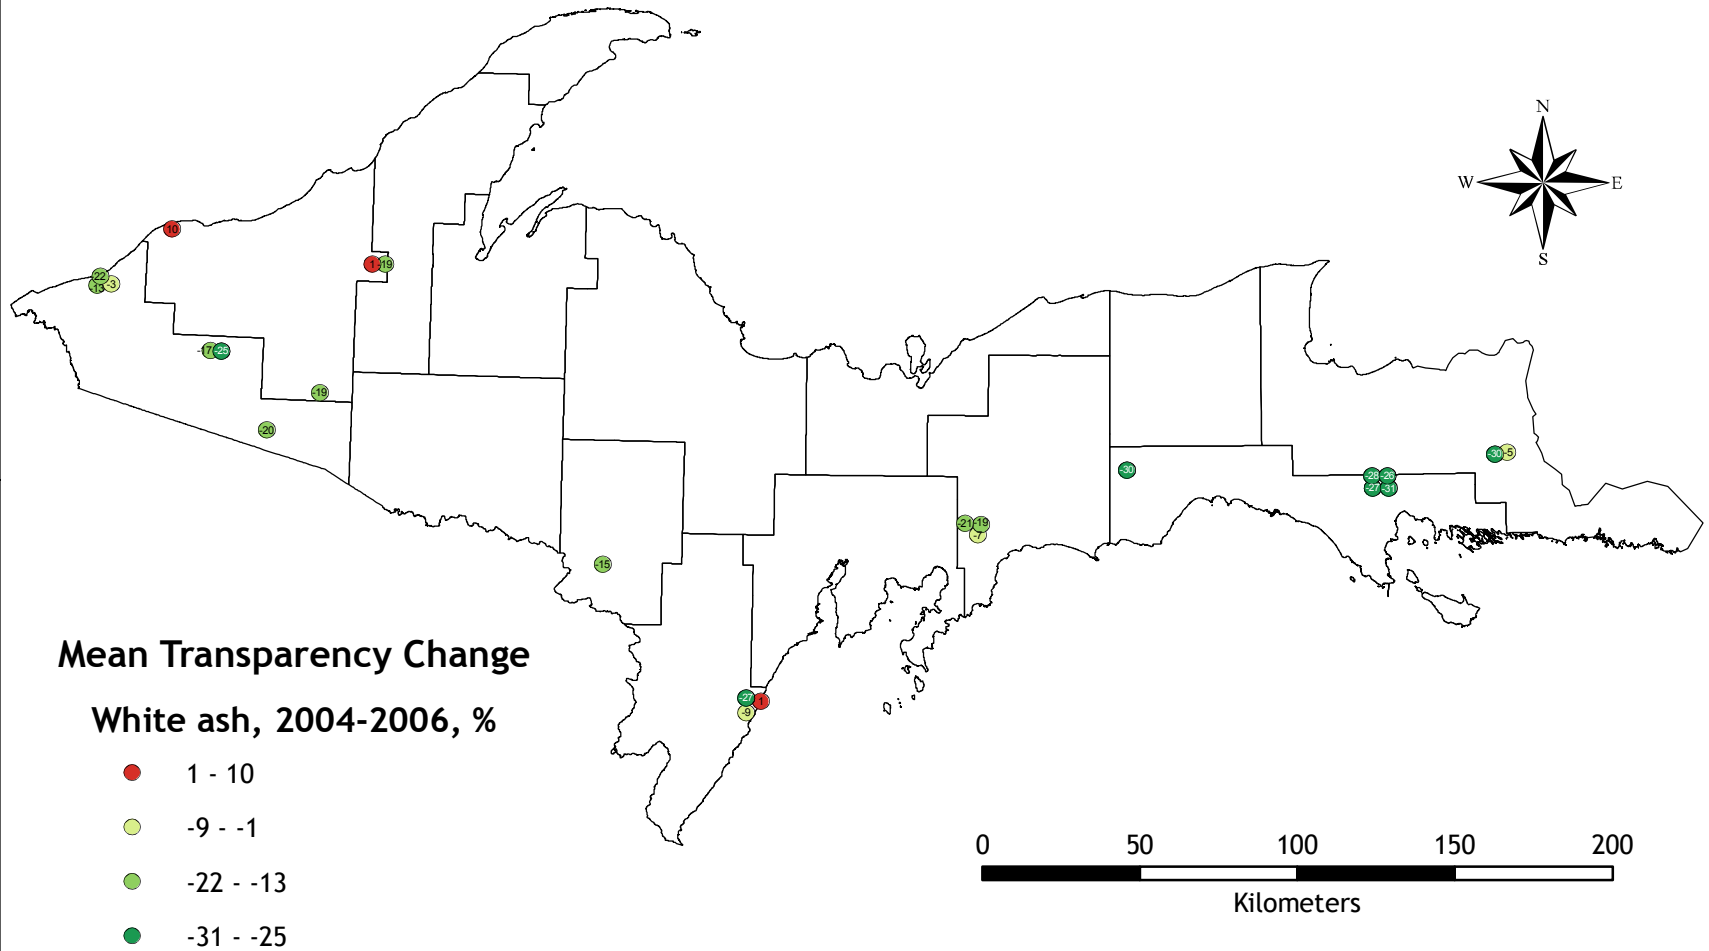 N
W E
S
10
1 -19
-22
-13 -3
-17 -25
-19
-20
-30 -5
-30
-28 -26
-27 -31
-21 -19
-7
-15
-27 1
-9
Mean Transparency Change
White ash, 2004-2006, %
1 - 10
-9 - -1
-22 - -13
-31 - -25
0 50 100 150 200
Kilometers